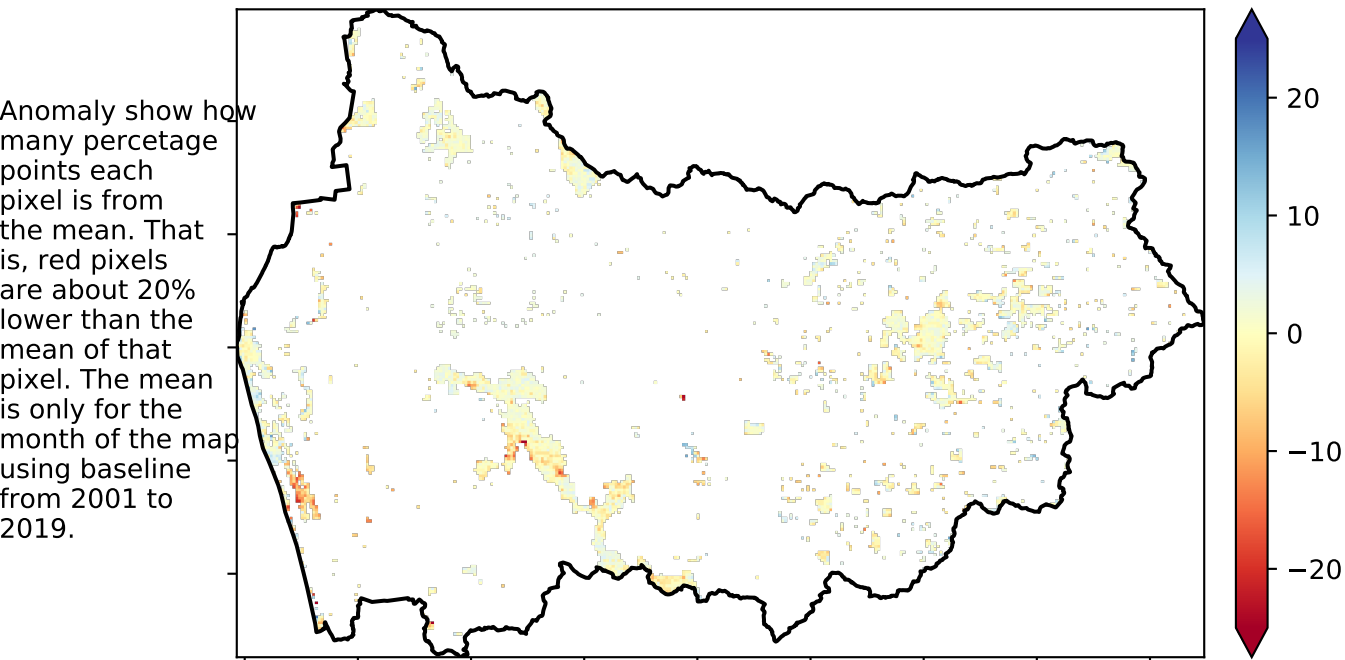 Anomaly show how
many percetage
points each
pixel is from
the mean. That
is, red pixels
are about 20%
lower than the
mean of that
pixel. The mean
is only for the
month of the map
using baseline
from 2001 to
2019.
20
10
0
−10
−20